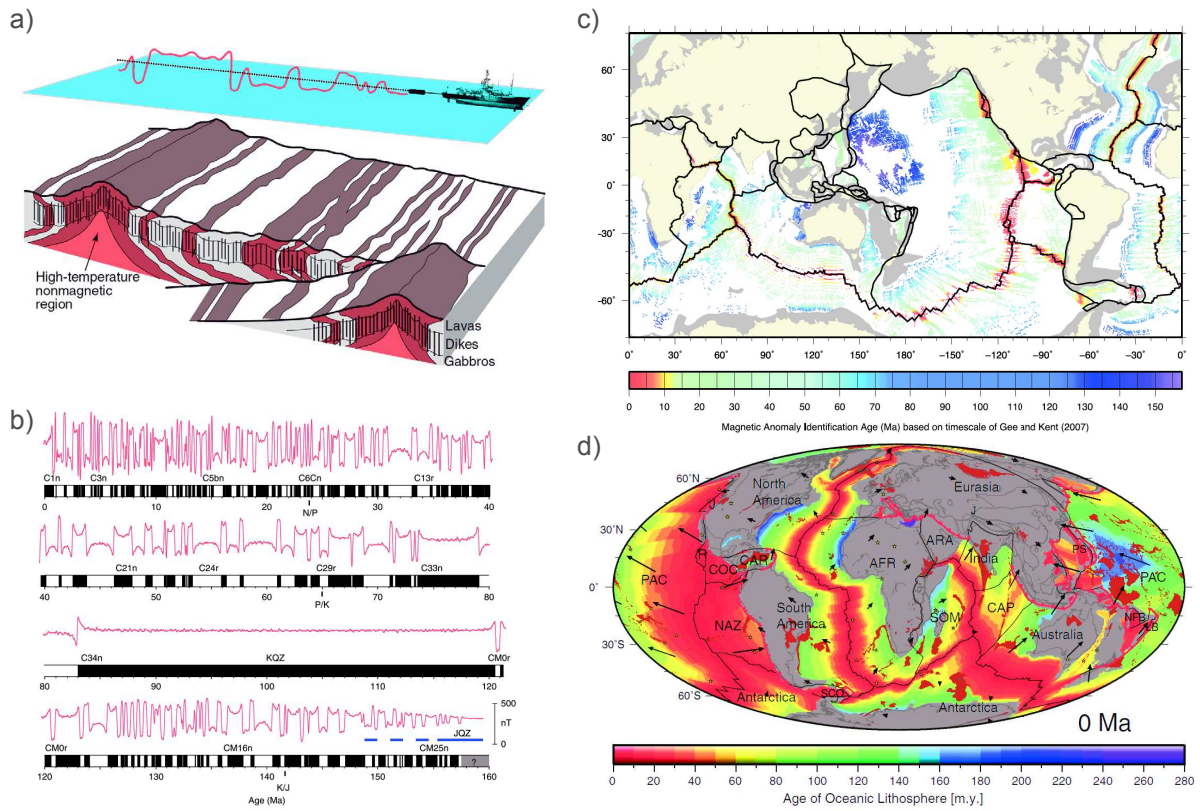 a)
High-temperature
nonmagnetic
region
Lavas
Dikes
Gabbros
b)
C1n C3n C5bn C6Cn C13r
0 10 20 30 40
N/P
C21n C24r C29r C33n
40 50 60 70 80
P/K
C34n KQZ CM0r
80 90 100 110 120
500
nT
0
JQZ
CM0r CM16n CM25n
?
120 130 140 150 160
K/J
Age (Ma)
c)
60°
30°
0°
−30°
−60°
0° 30° 60° 90° 120° 150° 180° −150° −120° −90° −60° −30° 0°
0 10 20 30 40 50 60 70 80 90 100 110 120 130 140 150
Magnetic Anomaly Identification Age (Ma) based on timescale of Gee and Kent (2007)
d)
60°N
30°N
0°
30°S
60°S
North
America
Eurasia
J
R
CAR
COC
PAC
NAZ
South
America
AFR
ARA
India
SOM
CAP
PS
PAC
NFB
LB
Australia
Antarctica
SCO
Antarctica
0 Ma
0 20 40 60 80 100 120 140 160 180 200 220 240 260 280
Age of Oceanic Lithosphere [m.y.]